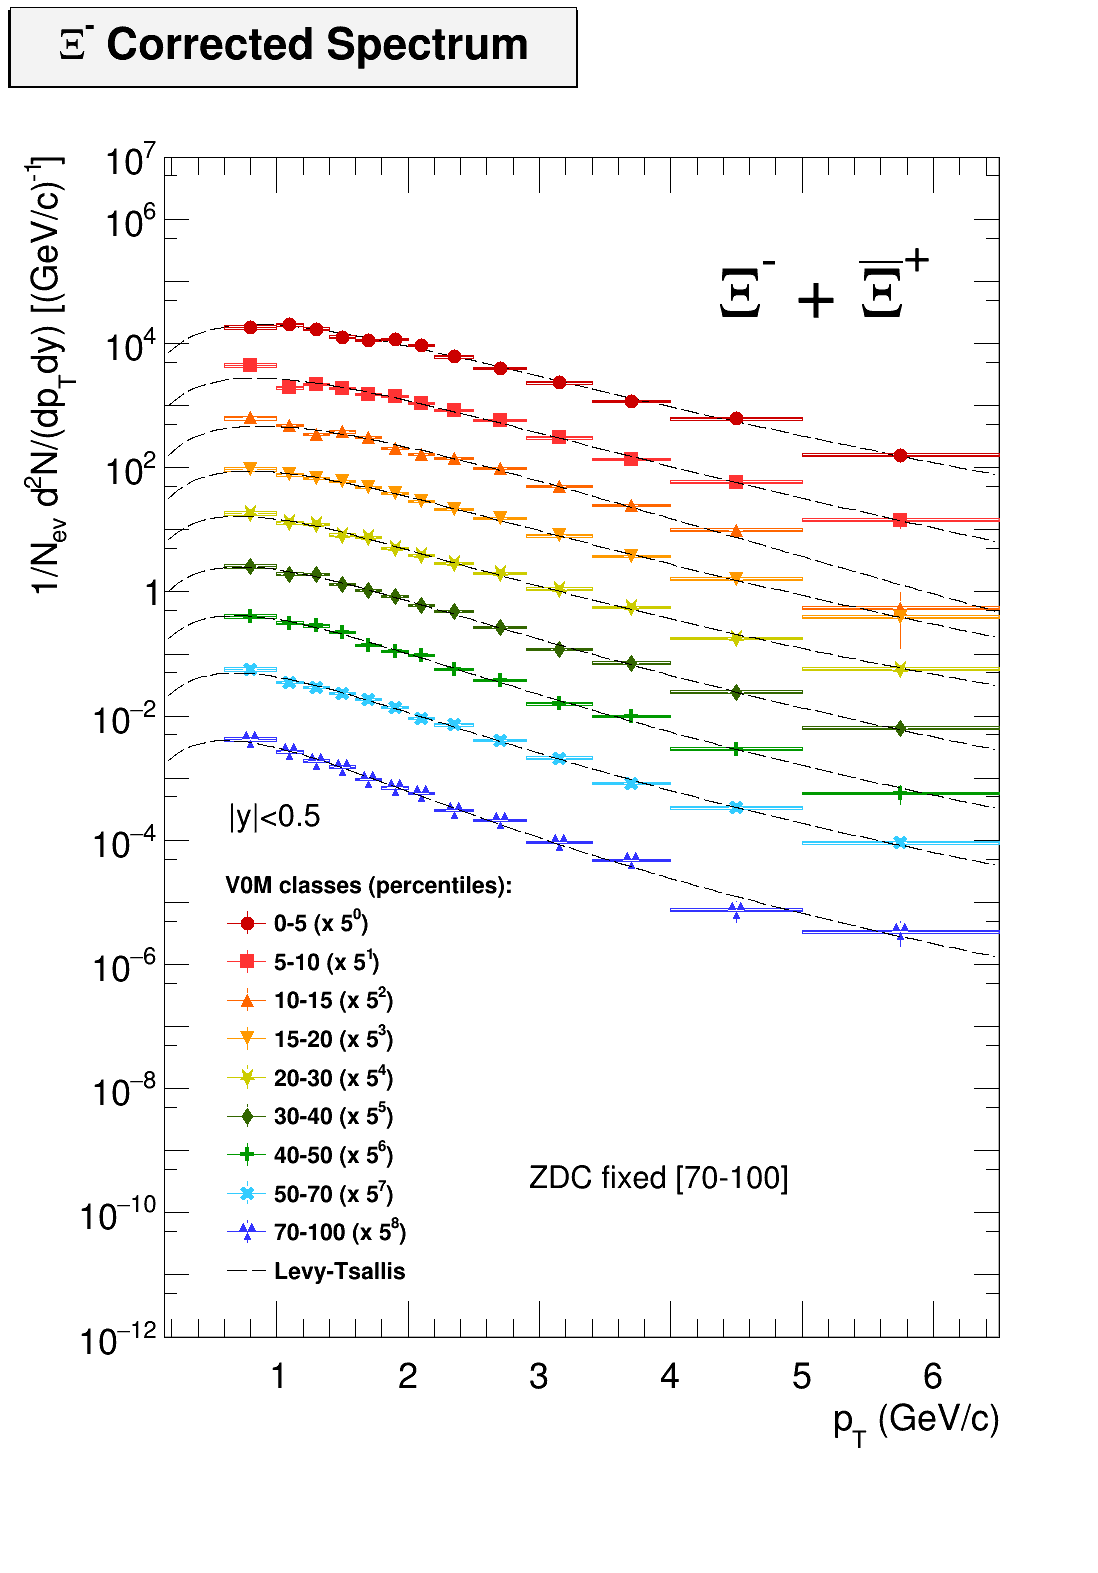 Ξ⁻ Corrected Spectrum
1/N_ev d²N/(dp_T dy) [(GeV/c)⁻¹]
10⁷
10⁶
10⁴
10²
1
10⁻²
10⁻⁴
10⁻⁶
10⁻⁸
10⁻¹⁰
10⁻¹²
Ξ⁻ + Ξ̅⁺
|y|<0.5
V0M classes (percentiles):
0-5 (x 5⁰)
5-10 (x 5¹)
10-15 (x 5²)
15-20 (x 5³)
20-30 (x 5⁴)
30-40 (x 5⁵)
40-50 (x 5⁶)
50-70 (x 5⁷)
70-100 (x 5⁸)
Levy-Tsallis
ZDC fixed [70-100]
1 2 3 4 5 6
p_T (GeV/c)